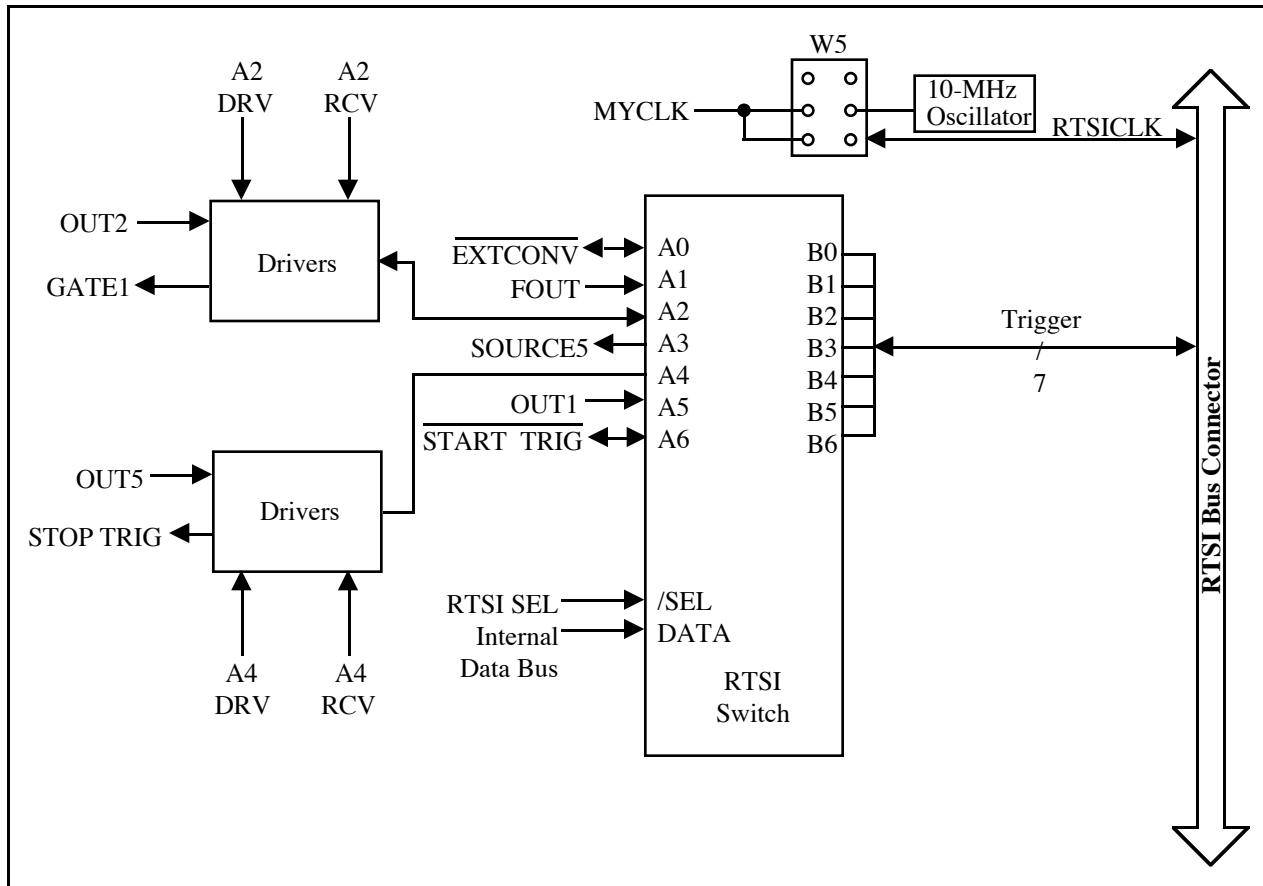 W5
A2
DRV
A2
RCV
MYCLK
10-MHz
Oscillator
RTSICLK
OUT2
GATE1
Drivers
EXTCONV
FOUT
SOURCE5
OUT1
START TRIG
A0
A1
A2
A3
A4
A5
A6
B0
B1
B2
B3
B4
B5
B6
Trigger
/
7
RTSI Bus Connector
OUT5
STOP TRIG
Drivers
A4
DRV
A4
RCV
RTSI SEL
Internal
Data Bus
/SEL
DATA
RTSI
Switch